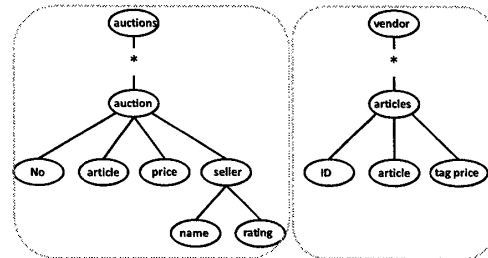 auctions
*
auction
No article price seller
name rating
vendor
*
articles
ID article tag price